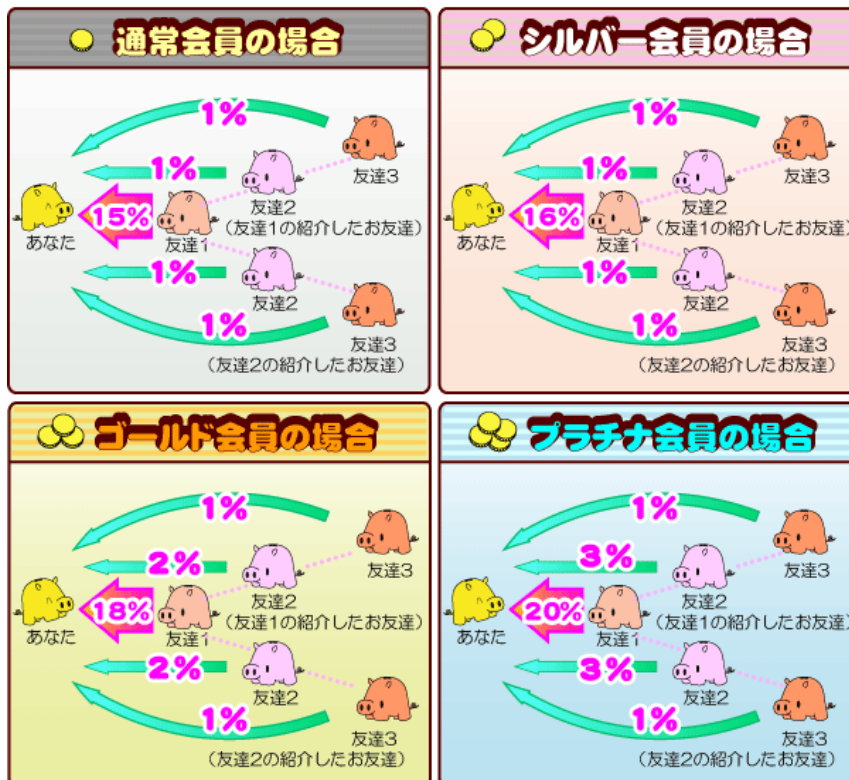 通常会員の場合
1%
友達3
1%
友達2
(友達1の紹介したお友達)
15%
あなた
友達1
1%
友達2
1%
友達3
(友達2の紹介したお友達)
シルバー会員の場合
1%
友達3
1%
友達2
(友達1の紹介したお友達)
16%
あなた
友達1
1%
友達2
1%
友達3
(友達2の紹介したお友達)
ゴールド会員の場合
1%
友達3
2%
友達2
(友達1の紹介したお友達)
18%
あなた
友達1
2%
友達2
1%
友達3
(友達2の紹介したお友達)
プラチナ会員の場合
1%
友達3
3%
友達2
(友達1の紹介したお友達)
20%
あなた
友達1
3%
友達2
1%
友達3
(友達2の紹介したお友達)